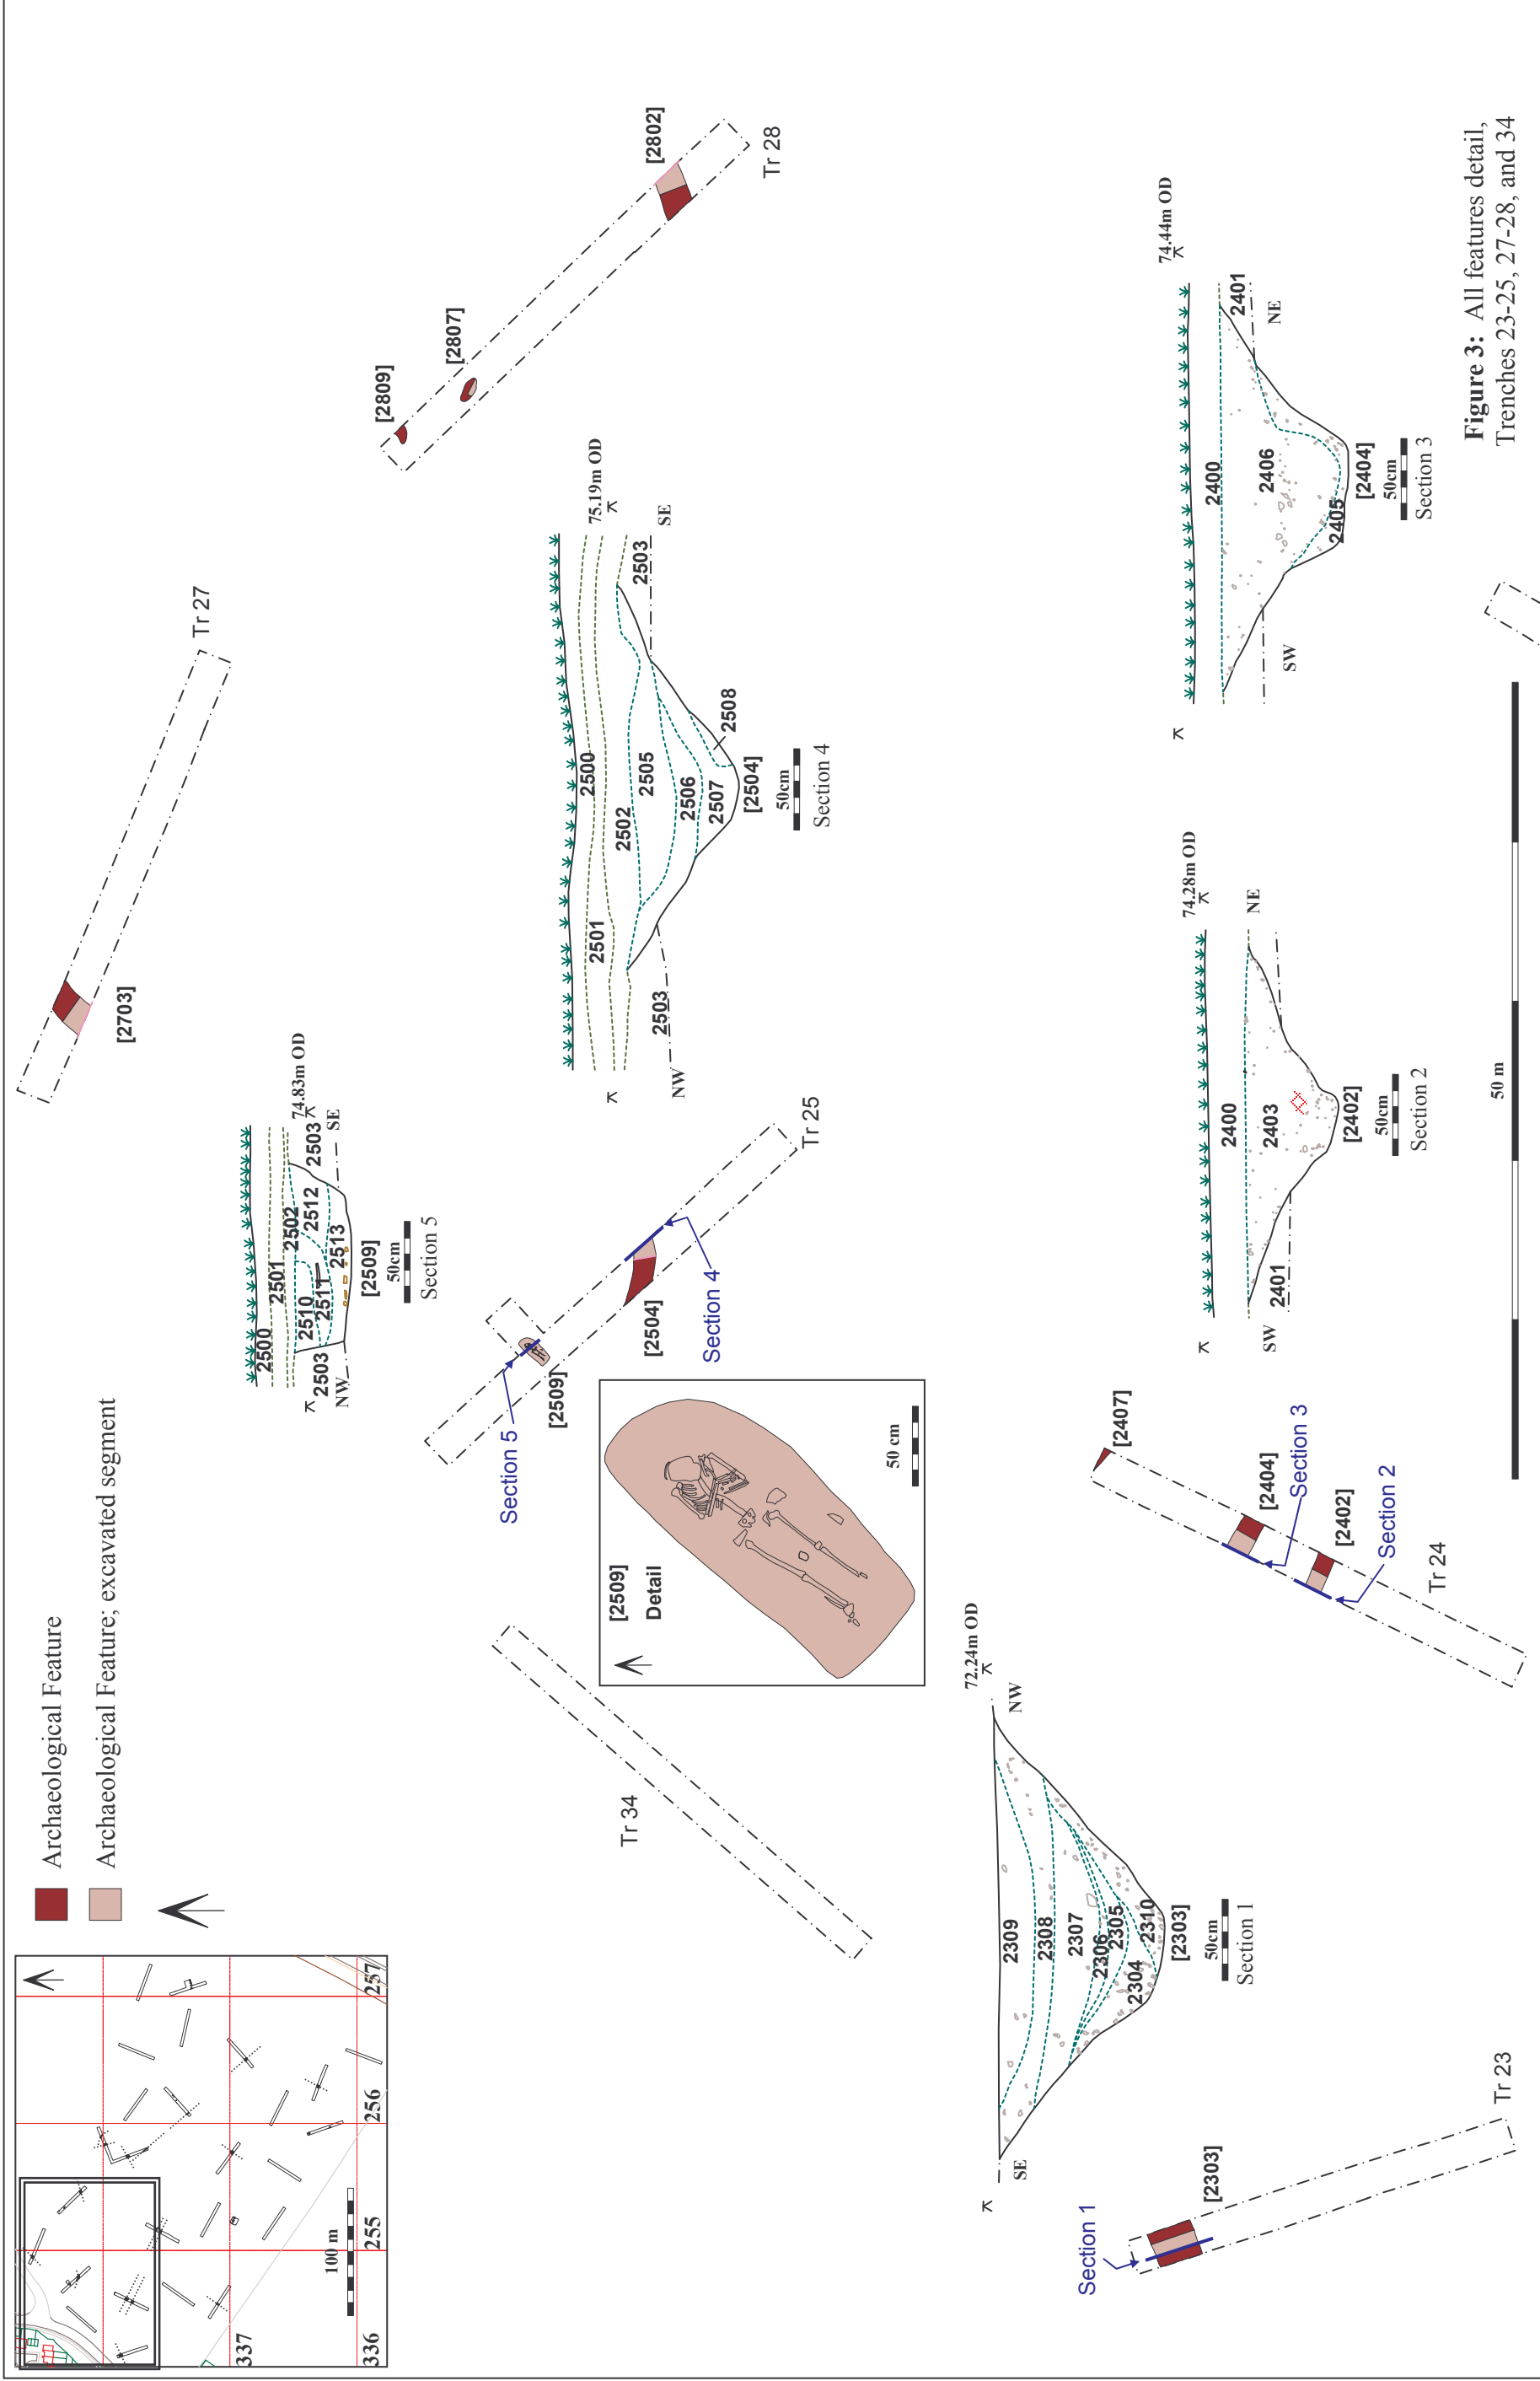 Archaeological Feature
Archaeological Feature; excavated segment
337
336
255
256
257
100 m
Tr 27
[2703]
[2809]
[2807]
[2802]
Tr 28
74.83m OD
2500
2501
2502
2503
2503
2510
2511
2512
2513
NW
SE
[2509]
50cm
Section 5
75.19m OD
2500
2501
2502
2503
2503
2505
2506
2507
2508
NW
SE
[2504]
50cm
Section 4
Section 5
[2509]
[2504]
Section 4
Tr 25
Tr 34
[2509]
Detail
50 cm
72.24m OD
SE
NW
2309
2308
2307
2306
2305
2304
2310
[2303]
50cm
Section 1
Section 1
[2303]
Tr 23
[2407]
[2404]
Section 3
[2402]
Section 2
Tr 24
74.28m OD
SW
NE
2400
2401
2403
[2402]
50cm
Section 2
74.44m OD
SW
NE
2400
2401
2406
2405
[2404]
50cm
Section 3
50 m
Figure 3: All features detail,
Trenches 23-25, 27-28, and 34